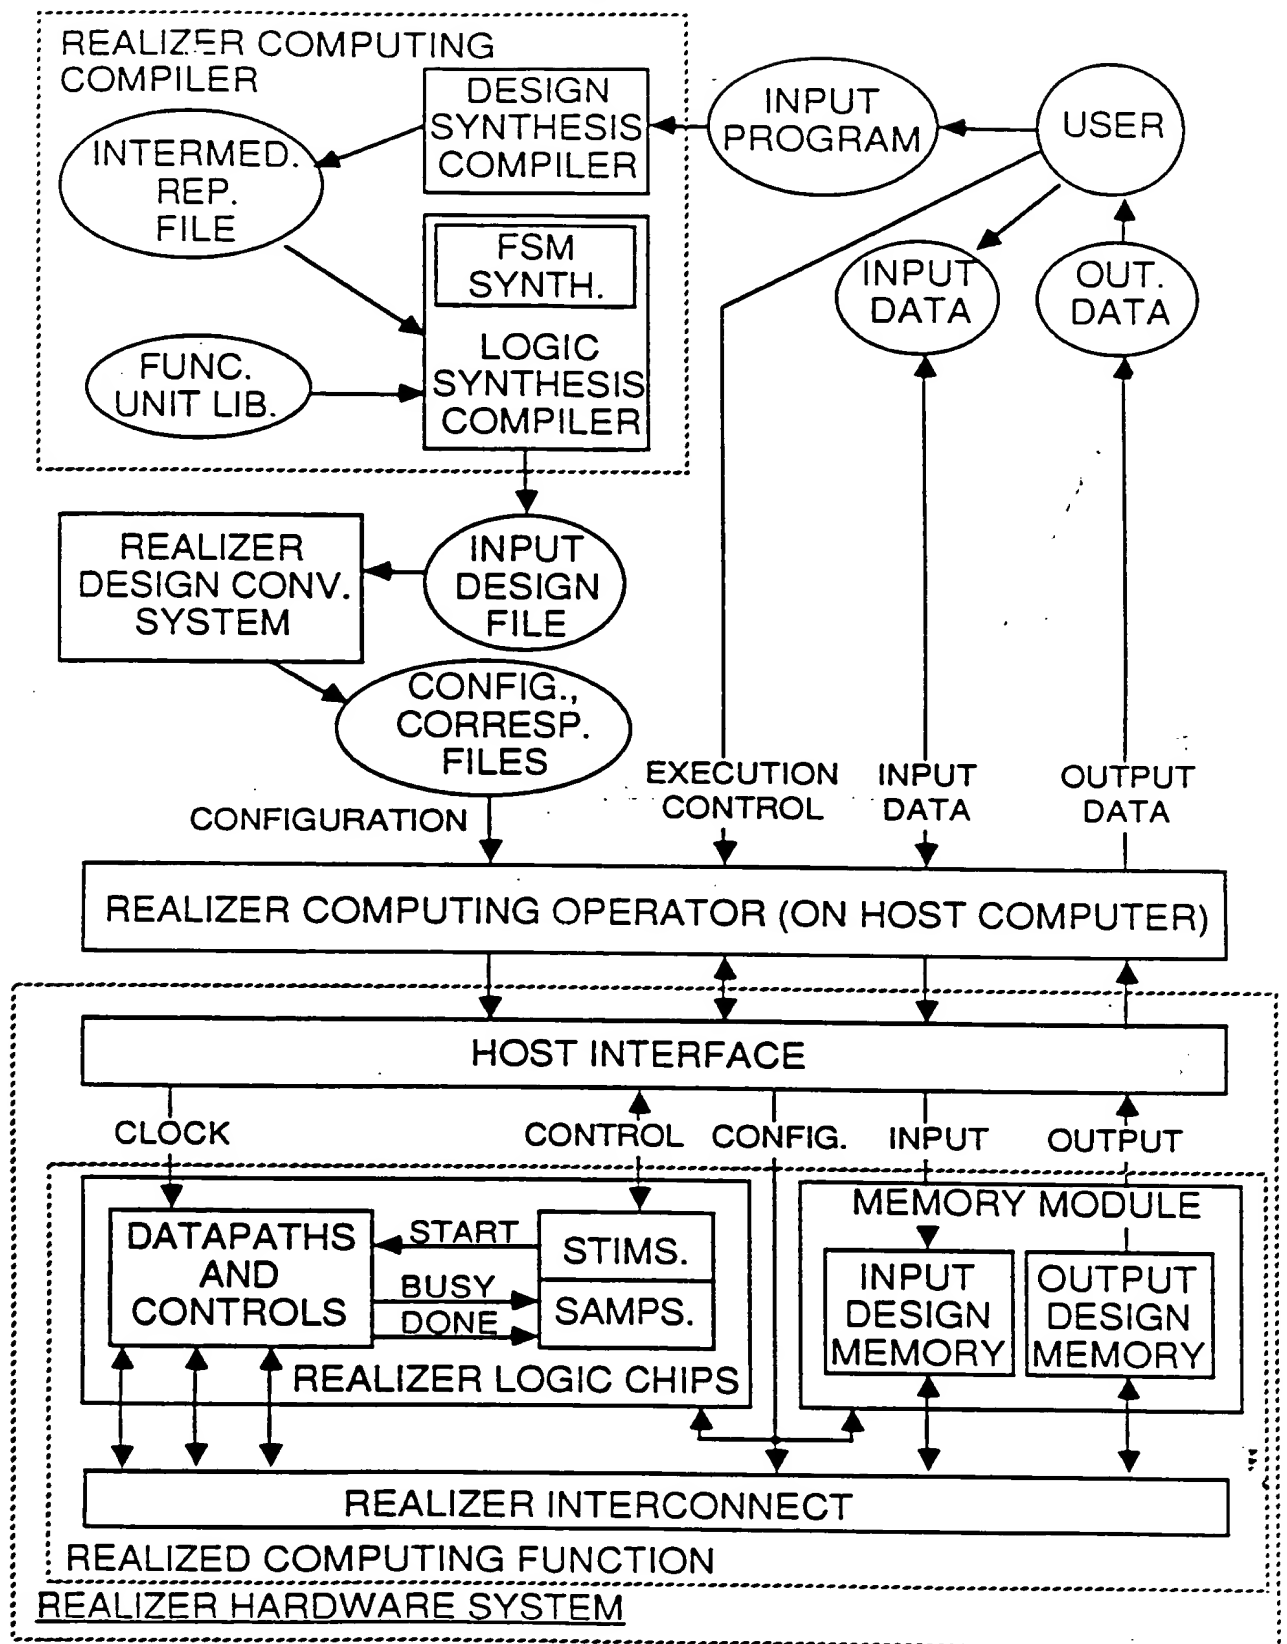 REALIZER COMPUTING
COMPILER
DESIGN
SYNTHESIS
COMPILER
INPUT
PROGRAM
USER
INTERMED.
REP.
FILE
FSM
SYNTH.
LOGIC
SYNTHESIS
COMPILER
FUNC.
UNIT LIB.
INPUT
DATA
OUT.
DATA
REALIZER
DESIGN CONV.
SYSTEM
INPUT
DESIGN
FILE
CONFIG.,
CORRESP.
FILES
CONFIGURATION
EXECUTION
CONTROL
INPUT
DATA
OUTPUT
DATA
REALIZER COMPUTING OPERATOR (ON HOST COMPUTER)
HOST INTERFACE
CLOCK
CONTROL
CONFIG.
INPUT
OUTPUT
DATAPATHS
AND
CONTROLS
START
BUSY
DONE
STIMS.
SAMPS.
REALIZER LOGIC CHIPS
MEMORY MODULE
INPUT
DESIGN
MEMORY
OUTPUT
DESIGN
MEMORY
REALIZER INTERCONNECT
REALIZED COMPUTING FUNCTION
REALIZER HARDWARE SYSTEM